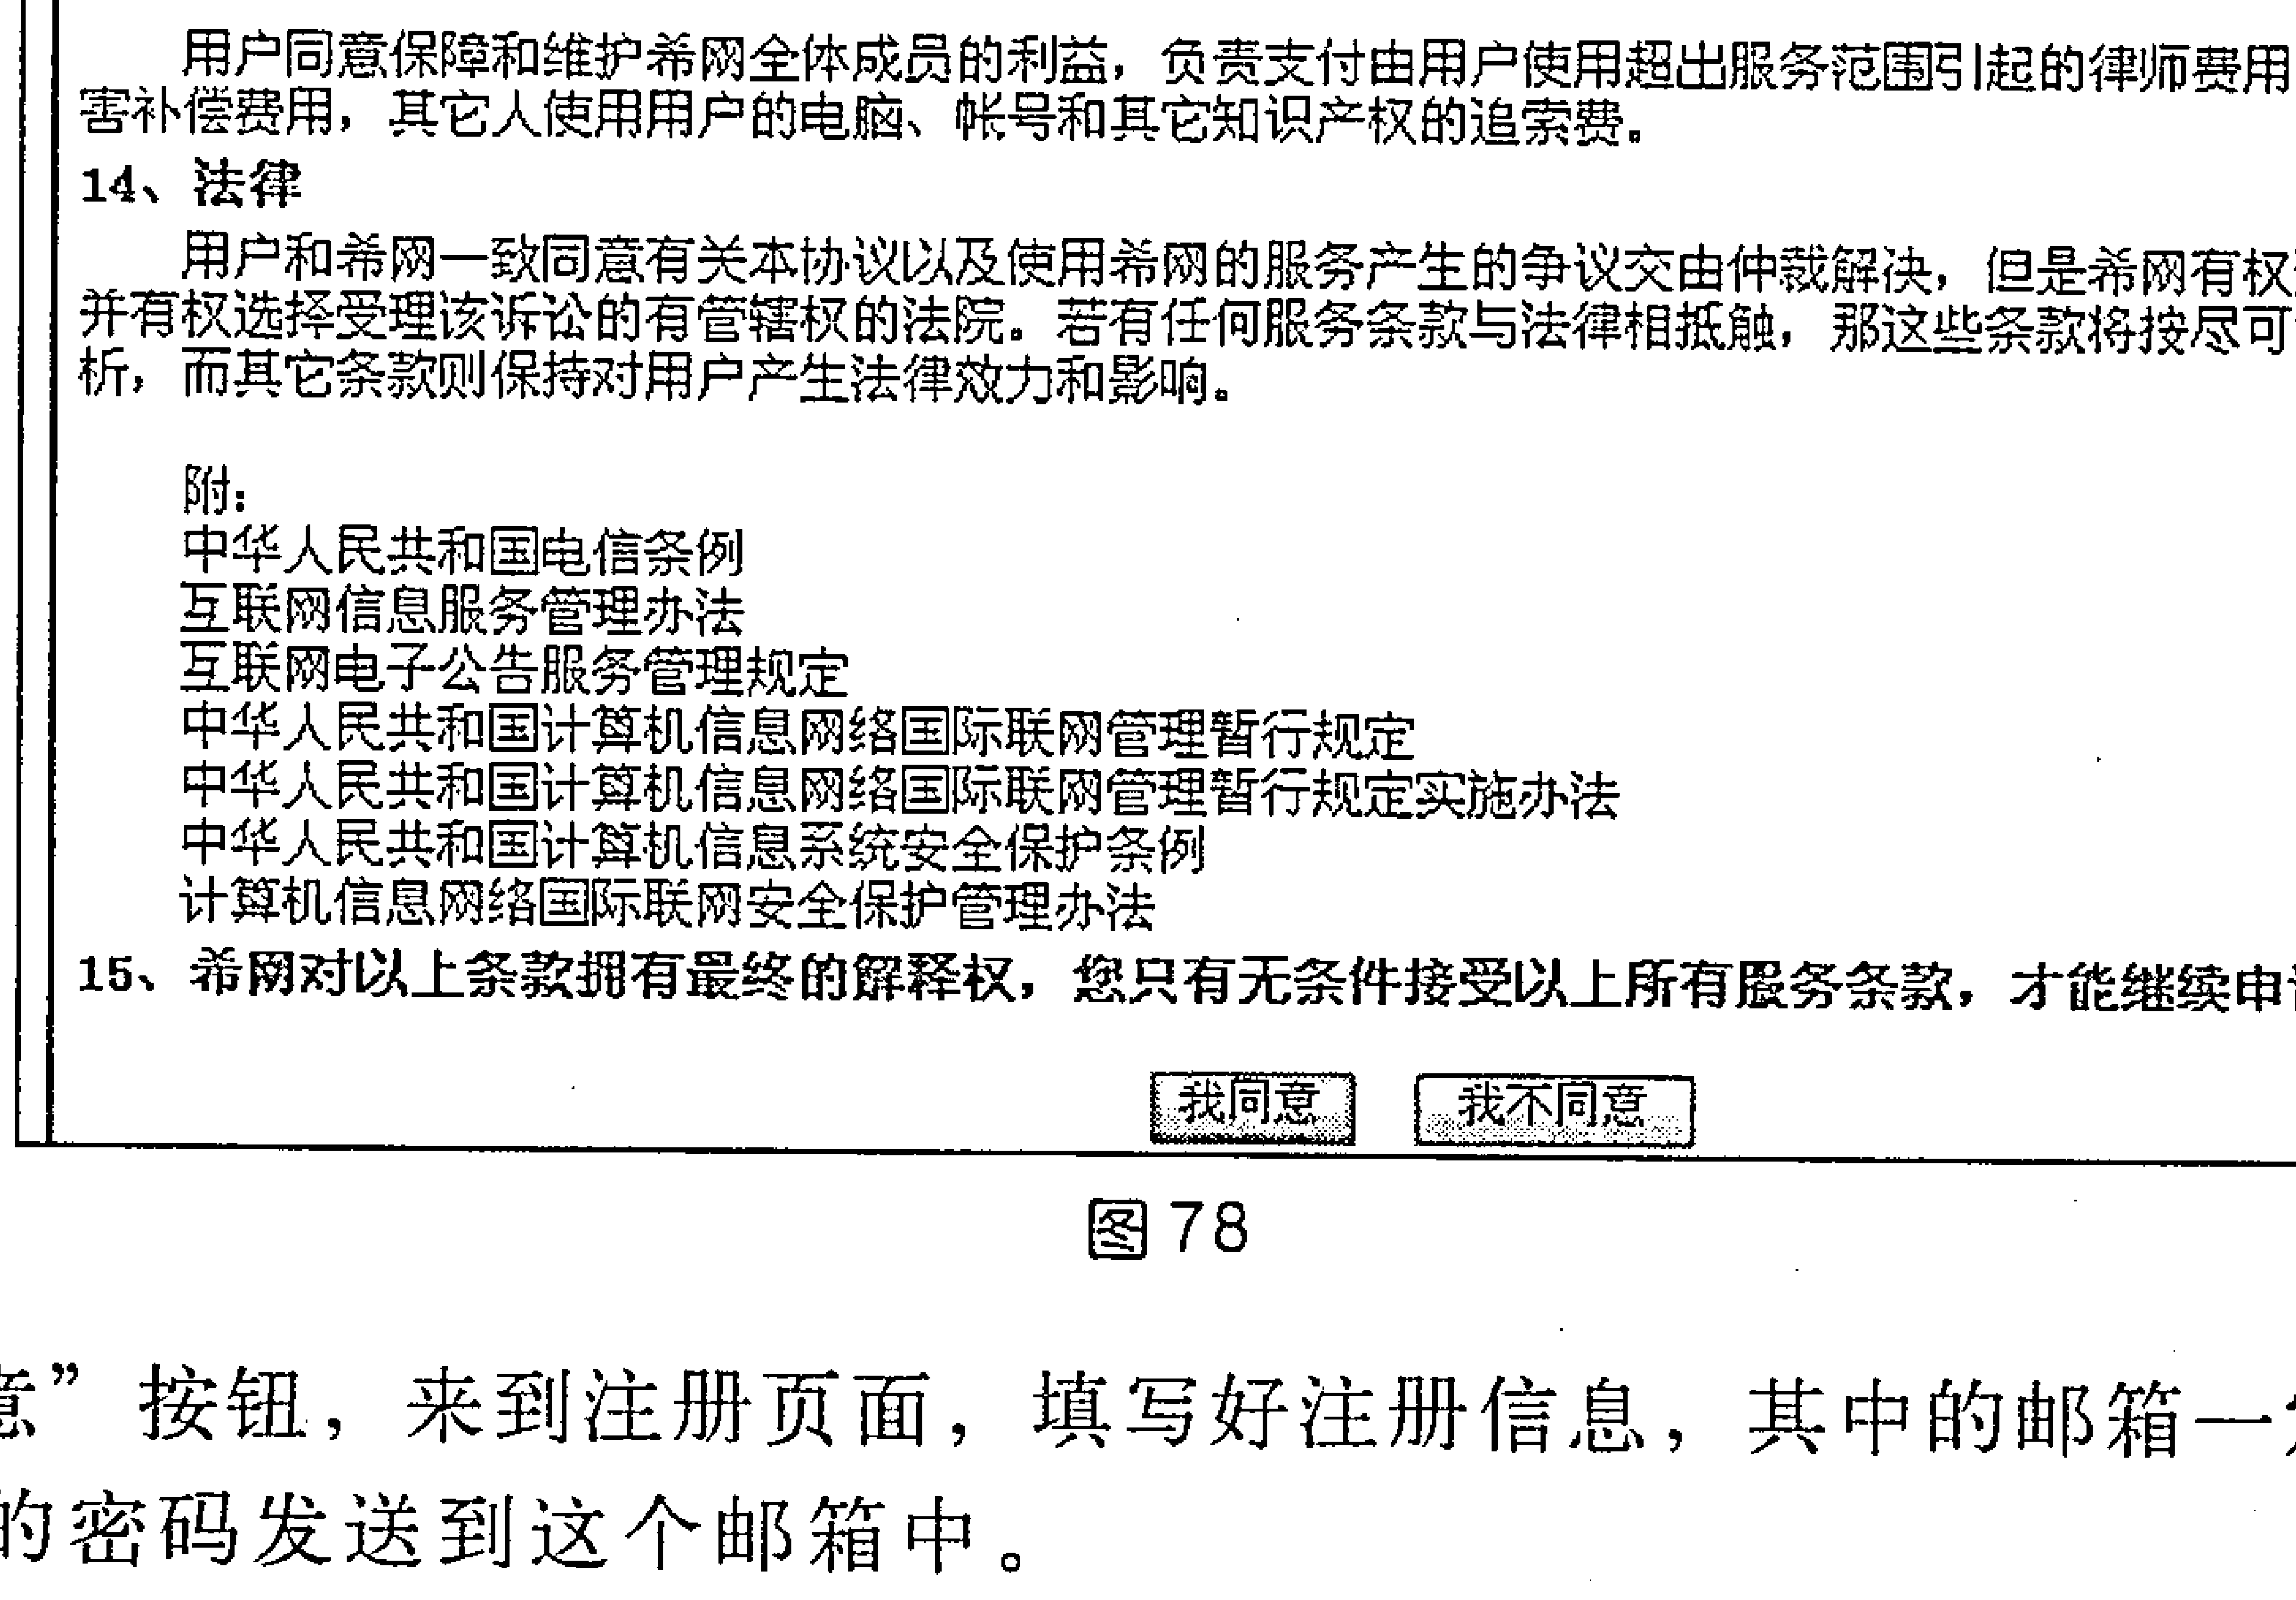 用户同意保障和维护希网全体成员的利益，负责支付由用户使用超出服务范围引起的律师费用
害补偿费用，其它人使用用户的电脑、帐号和其它知识产权的追索费。
14、法律
用户和希网一致同意有关本协议以及使用希网的服务产生的争议交由仲裁解决，但是希网有权
并有权选择受理该诉讼的有管辖权的法院。若有任何服务条款与法律相抵触，那这些条款将按尽可
析，而其它条款则保持对用户产生法律效力和影响。
附：
中华人民共和国电信条例
互联网信息服务管理办法
互联网电子公告服务管理规定
中华人民共和国计算机信息网络国际联网管理暂行规定
中华人民共和国计算机信息网络国际联网管理暂行规定实施办法
中华人民共和国计算机信息系统安全保护条例
计算机信息网络国际联网安全保护管理办法
15、希网对以上条款拥有最终的解释权，您只有无条件接受以上所有服务条款，才能继续申
我同意 我不同意
图 78
意”按钮，来到注册页面，填写好注册信息，其中的邮箱一
的密码发送到这个邮箱中。